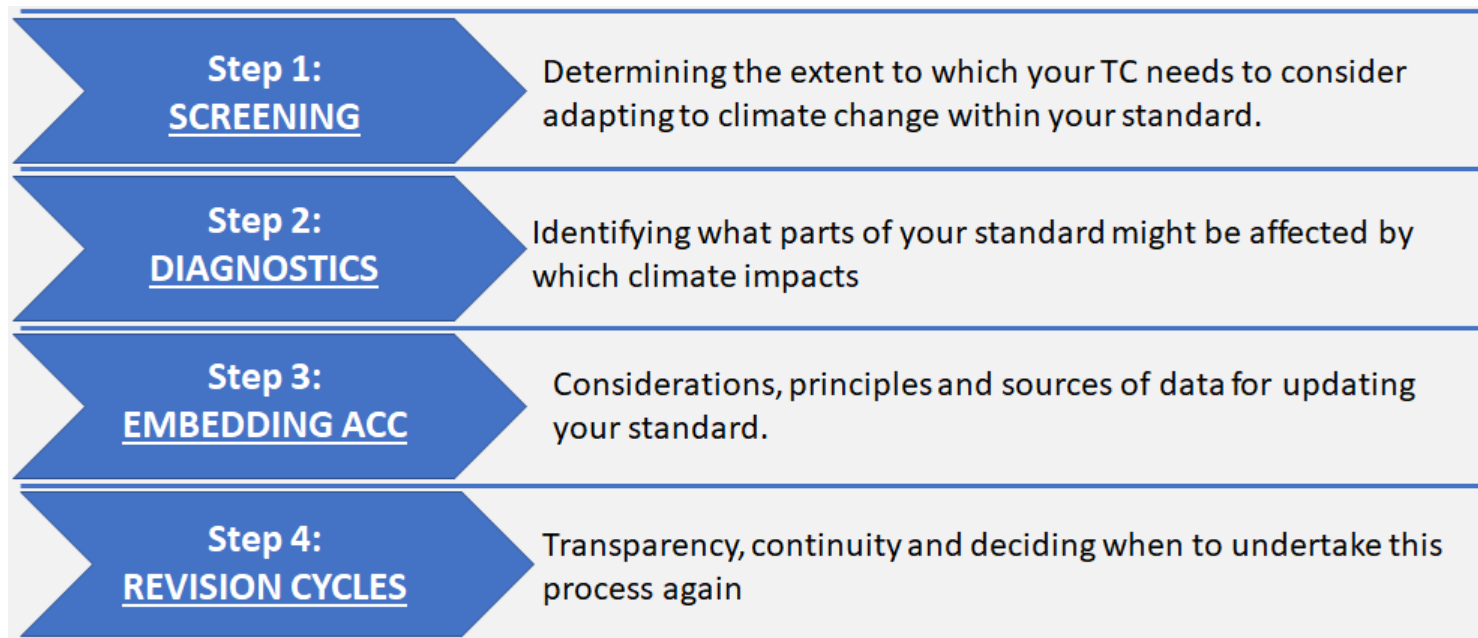 Step 1:
SCREENING
Determining the extent to which your TC needs to consider
adapting to climate change within your standard.
Step 2:
DIAGNOSTICS
Identifying what parts of your standard might be affected by
which climate impacts
Step 3:
EMBEDDING ACC
Considerations, principles and sources of data for updating
your standard.
Step 4:
REVISION CYCLES
Transparency, continuity and deciding when to undertake this
process again